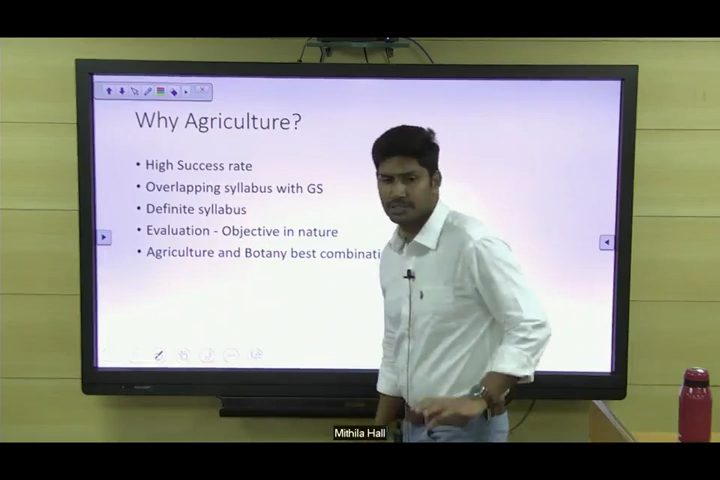 Why Agriculture?
• High Success rate
• Overlapping syllabus with GS
• Definite syllabus
• Evaluation - Objective in nature
• Agriculture and Botany best combinati
Mithila Hall